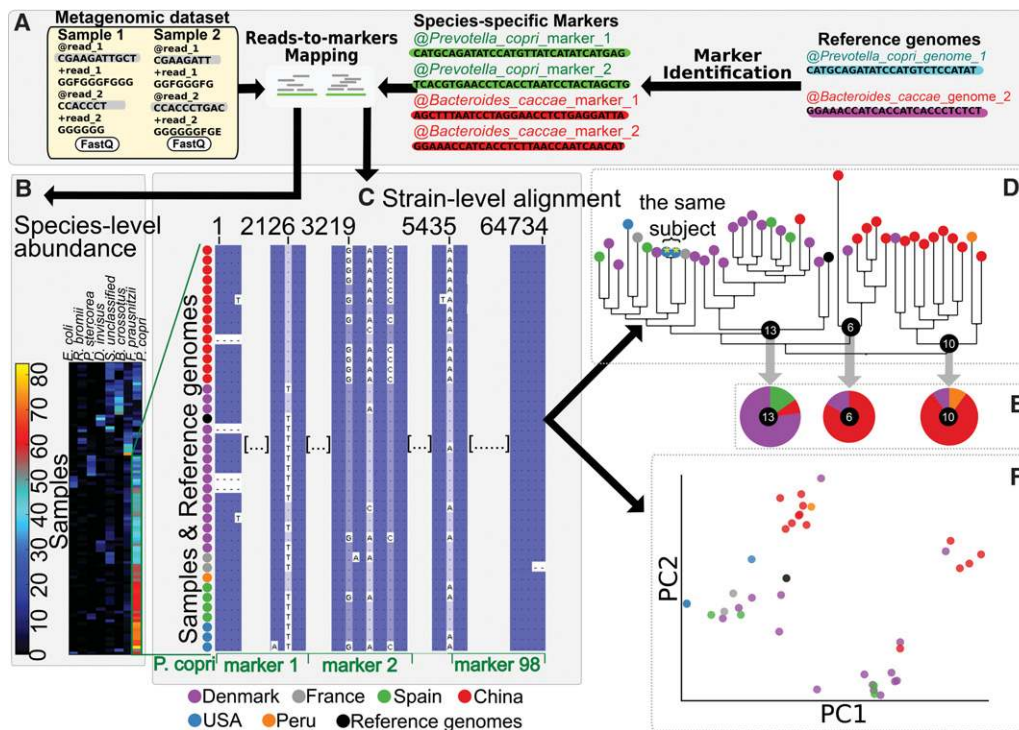 A
Metagenomic dataset
Sample 1
@read_1
CGAAGATTGCT
+read_1
GGFGGGFGGG
@read_2
CCACCCT
+read_2
GGGGGG
FastQ
Sample 2
@read_1
CGAAGATT
+read_1
GGFGGGFG
@read_2
CCACCCTGAC
+read_2
GGGGGGFGE
FastQ
Reads-to-markers
Mapping
Species-specific Markers
@Prevotella_copri_marker_1
CATGCAGATATCCATGTTATCATATCATGAG
@Prevotella_copri_marker_2
TCACGTGAACCTCACCTAATCCTACTAGCTG
@Bacteroides_caccae_marker_1
AGCTTTAATCCTAGGAACCTCTGAGGATTA
@Bacteroides_caccae_marker_2
GGAAACCATCACCTCTTAACCAATCAACAT
Marker
Identification
Reference genomes
@Prevotella_copri_genome_1
CATGCAGATATCCATGTCTCCATAT
@Bacteroides_caccae_genome_2
GGAAACCATCACCATCACCCTCTCT
B
Species-level
abundance
E. coli
R. bromii
P. stercorea
D. invisus
S. unclassified
B. crossotus
F. prausnitzii
P. copri
80
70
60
50
40
30
20
10
0
Samples
C Strain-level alignment
1 2126 3219 5435 64734
Samples & Reference genomes
[...] [...] [...] [......]
P. copri marker 1 marker 2 marker 98
D
the same
subject
13
6
10
E
13
6
10
F
PC2
PC1
Denmark France Spain China
USA Peru Reference genomes